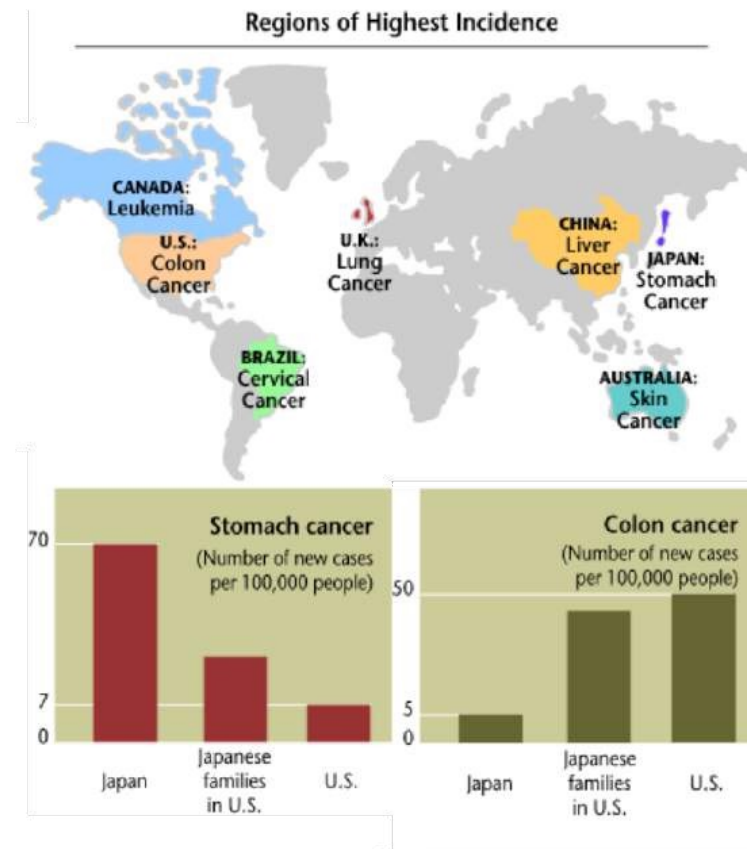 Regions of Highest Incidence
CANADA:
Leukemia
U.S.:
Colon
Cancer
U.K.:
Lung
Cancer
CHINA:
Liver
Cancer
JAPAN:
Stomach
Cancer
BRAZIL:
Cervical
Cancer
AUSTRALIA:
Skin
Cancer
Stomach cancer
(Number of new cases
per 100,000 people)
70
7
0
Japan
Japanese
families
in U.S.
U.S.
Colon cancer
(Number of new cases
per 100,000 people)
50
5
0
Japan
Japanese
families
in U.S.
U.S.